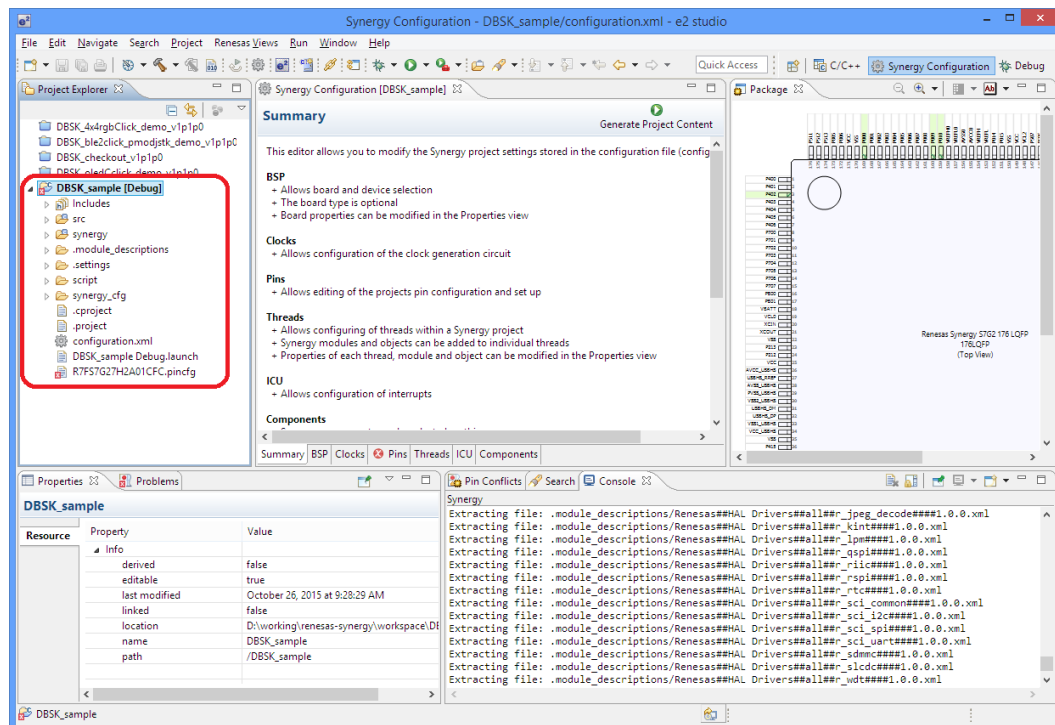 Synergy Configuration - DBSK_sample/configuration.xml - e2 studio
File Edit Navigate Search Project Renesas Views Run Window Help
Quick Access
C/C++
Synergy Configuration
Debug
Project Explorer
DBSK_4x4rgbClick_demo_v1p1p0
DBSK_ble2click_pmodjstk_demo_v1p1p0
DBSK_checkout_v1p1p0
DBSK_oledCclick_demo_v1p1p0
DBSK_sample [Debug]
Includes
src
synergy
.module_descriptions
.settings
script
synergy_cfg
.cproject
.project
configuration.xml
DBSK_sample Debug.launch
R7FS7G27H2A01CFC.pincfg
Synergy Configuration [DBSK_sample]
Summary
Generate Project Content
This editor allows you to modify the Synergy project settings stored in the configuration file (config
BSP
+ Allows board and device selection
+ The board type is optional
+ Board properties can be modified in the Properties view
Clocks
+ Allows configuration of the clock generation circuit
Pins
+ Allows editing of the projects pin configuration and set up
Threads
+ Allows configuring of threads within a Synergy project
+ Synergy modules and objects can be added to individual threads
+ Properties of each thread, module and object can be modified in the Properties view
ICU
+ Allows configuration of interrupts
Components
Summary BSP Clocks Pins Threads ICU Components
Package
Renesas Synergy S7G2 176 LQFP
176LQFP
(Top View)
Properties
Problems
DBSK_sample
Resource
Property Value
Info
derived false
editable true
last modified October 26, 2015 at 9:28:29 AM
linked false
location D:\working\renesas-synergy\workspace\DE
name DBSK_sample
path /DBSK_sample
Pin Conflicts
Search
Console
Synergy
Extracting file: .module_descriptions/Renesas##HAL Drivers##all##r_jpeg_decode####1.0.0.xml
Extracting file: .module_descriptions/Renesas##HAL Drivers##all##r_kint####1.0.0.xml
Extracting file: .module_descriptions/Renesas##HAL Drivers##all##r_lpm####1.0.0.xml
Extracting file: .module_descriptions/Renesas##HAL Drivers##all##r_qspi####1.0.0.xml
Extracting file: .module_descriptions/Renesas##HAL Drivers##all##r_riic####1.0.0.xml
Extracting file: .module_descriptions/Renesas##HAL Drivers##all##r_rspi####1.0.0.xml
Extracting file: .module_descriptions/Renesas##HAL Drivers##all##r_rtc####1.0.0.xml
Extracting file: .module_descriptions/Renesas##HAL Drivers##all##r_sci_common####1.0.0.xml
Extracting file: .module_descriptions/Renesas##HAL Drivers##all##r_sci_i2c####1.0.0.xml
Extracting file: .module_descriptions/Renesas##HAL Drivers##all##r_sci_spi####1.0.0.xml
Extracting file: .module_descriptions/Renesas##HAL Drivers##all##r_sci_uart####1.0.0.xml
Extracting file: .module_descriptions/Renesas##HAL Drivers##all##r_sdmmc####1.0.0.xml
Extracting file: .module_descriptions/Renesas##HAL Drivers##all##r_slcdc####1.0.0.xml
Extracting file: .module_descriptions/Renesas##HAL Drivers##all##r_wdt####1.0.0.xml
DBSK_sample